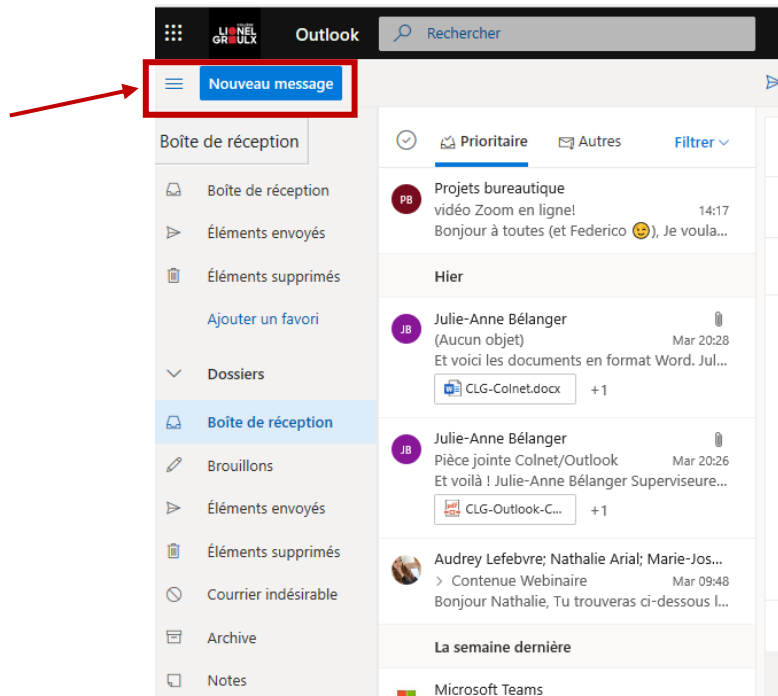 COLLÈGE
LIONEL
GROULX
Outlook
Rechercher
Nouveau message
Boîte de réception
Boîte de réception
Éléments envoyés
Éléments supprimés
Ajouter un favori
Dossiers
Boîte de réception
Brouillons
Éléments envoyés
Éléments supprimés
Courrier indésirable
Archive
Notes
Prioritaire
Autres
Filtrer
PB
Projets bureautique
vidéo Zoom en ligne! 14:17
Bonjour à toutes (et Federico 😉), Je voula...
Hier
JB
Julie-Anne Bélanger
(Aucun objet) Mar 20:28
Et voici les documents en format Word. Jul...
CLG-Colnet.docx +1
JB
Julie-Anne Bélanger
Pièce jointe Colnet/Outlook Mar 20:26
Et voilà ! Julie-Anne Bélanger Superviseure...
CLG-Outlook-C... +1
Audrey Lefebvre; Nathalie Arial; Marie-Jos...
> Contenue Webinaire Mar 09:48
Bonjour Nathalie, Tu trouveras ci-dessous l...
La semaine dernière
Microsoft Teams